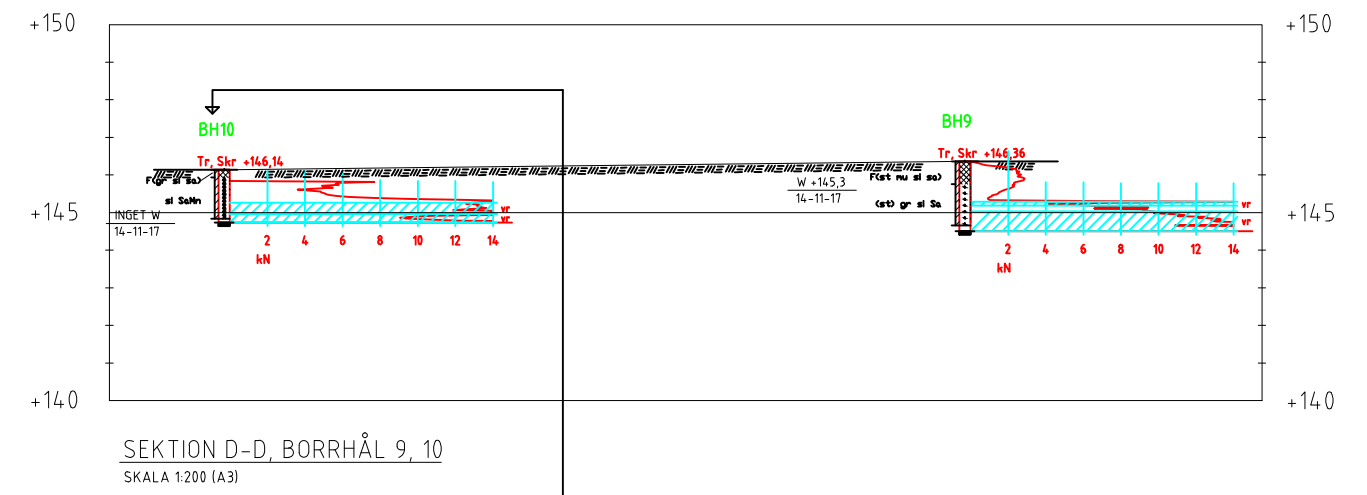 +150
+150
BH10
BH9
Tr, Skr +146,14
Tr, Skr +146,36
F(gr si sa)
F(st mu si sa)
W +145,3
14-11-17
si SaMn
(st) gr si Sa
INGET W
14-11-17
+145
+145
vr
vr
vr
vr
2 4 6 8 10 12 14
kN
2 4 6 8 10 12 14
kN
+140
+140
SEKTION D-D, BORRHÅL 9, 10
SKALA 1:200 (A3)